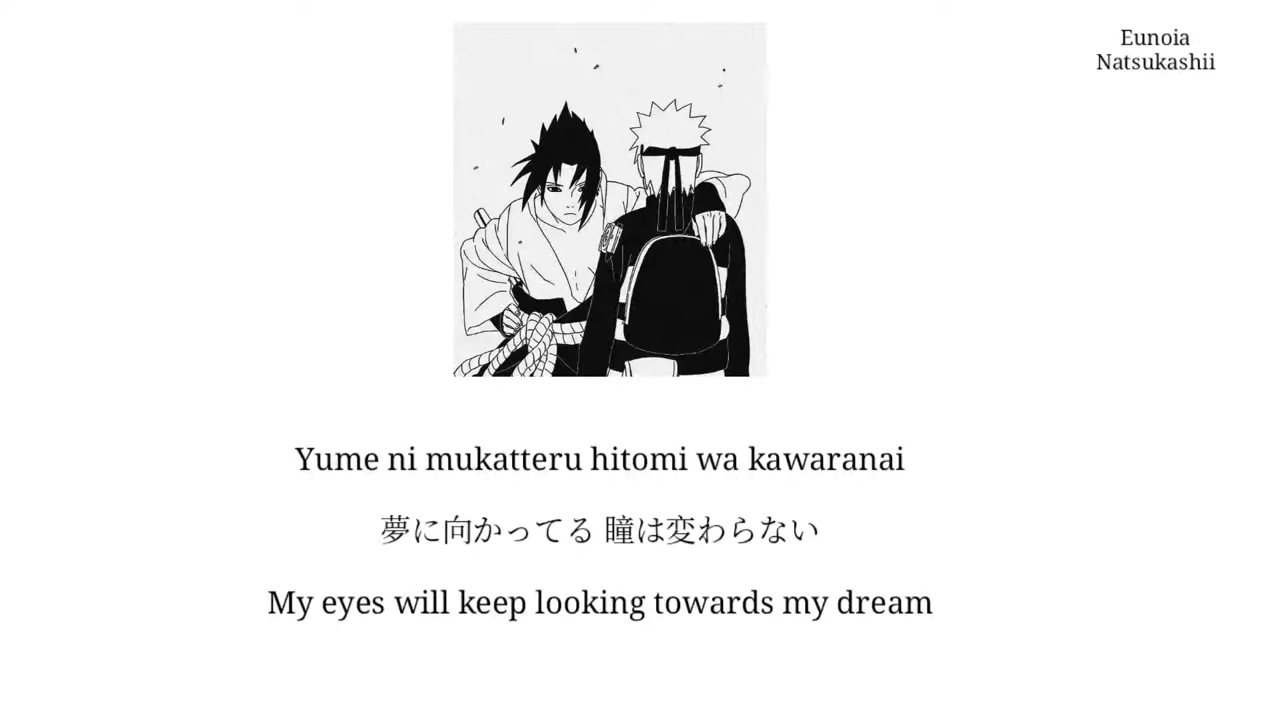 Eunoia
Natsukashii
Yume ni mukatteru hitomi wa kawaranai
夢に向かってる 瞳は変わらない
My eyes will keep looking towards my dream